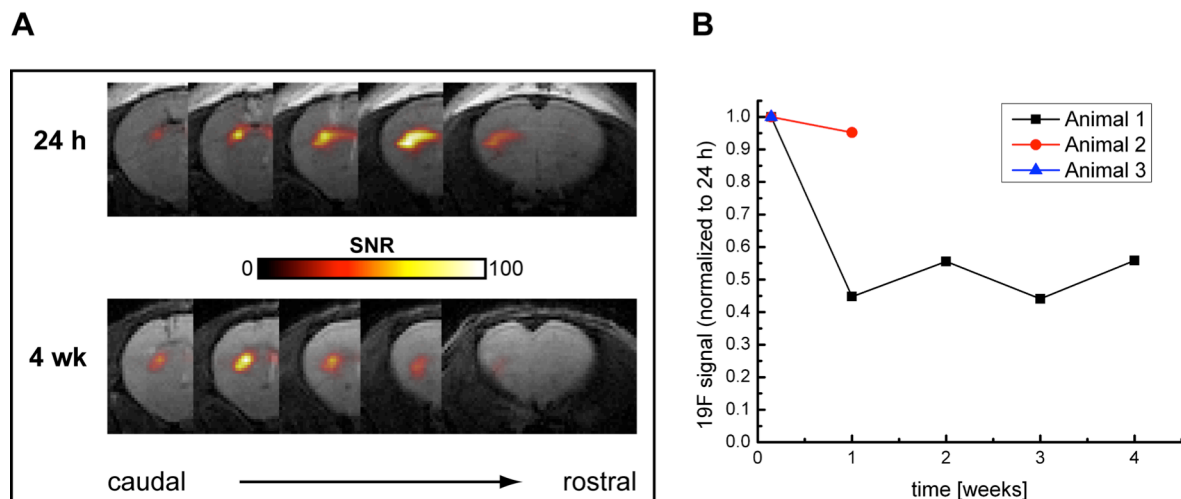 A
24 h
SNR
0 100
4 wk
caudal rostral
B
19F signal (normalized to 24 h)
1.0
0.9
0.8
0.7
0.6
0.5
0.4
0.3
0.2
0.1
0.0
0 1 2 3 4
time [weeks]
Animal 1
Animal 2
Animal 3